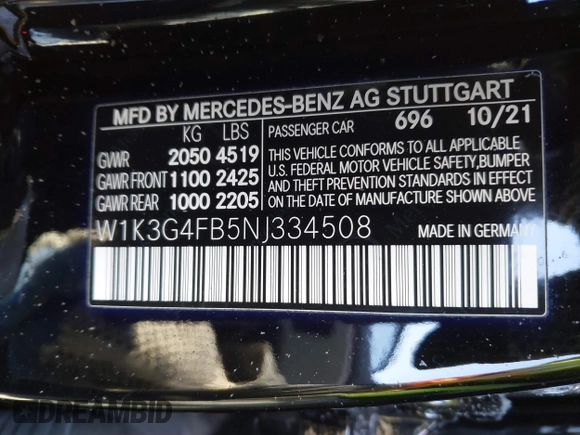 MFD BY MERCEDES-BENZ AG STUTTGART
KG LBS PASSENGER CAR 696 10/21
GVWR 2050 4519
GAWR FRONT 1100 2425
GAWR REAR 1000 2205
THIS VEHICLE CONFORMS TO ALL APPLICABLE
U.S. FEDERAL MOTOR VEHICLE SAFETY,BUMPER
AND THEFT PREVENTION STANDARDS IN EFFECT
ON THE DATE OF MANUFACTURE SHOWN ABOVE
W1K3G4FB5NJ334508 MADE IN GERMANY
DREAMBID